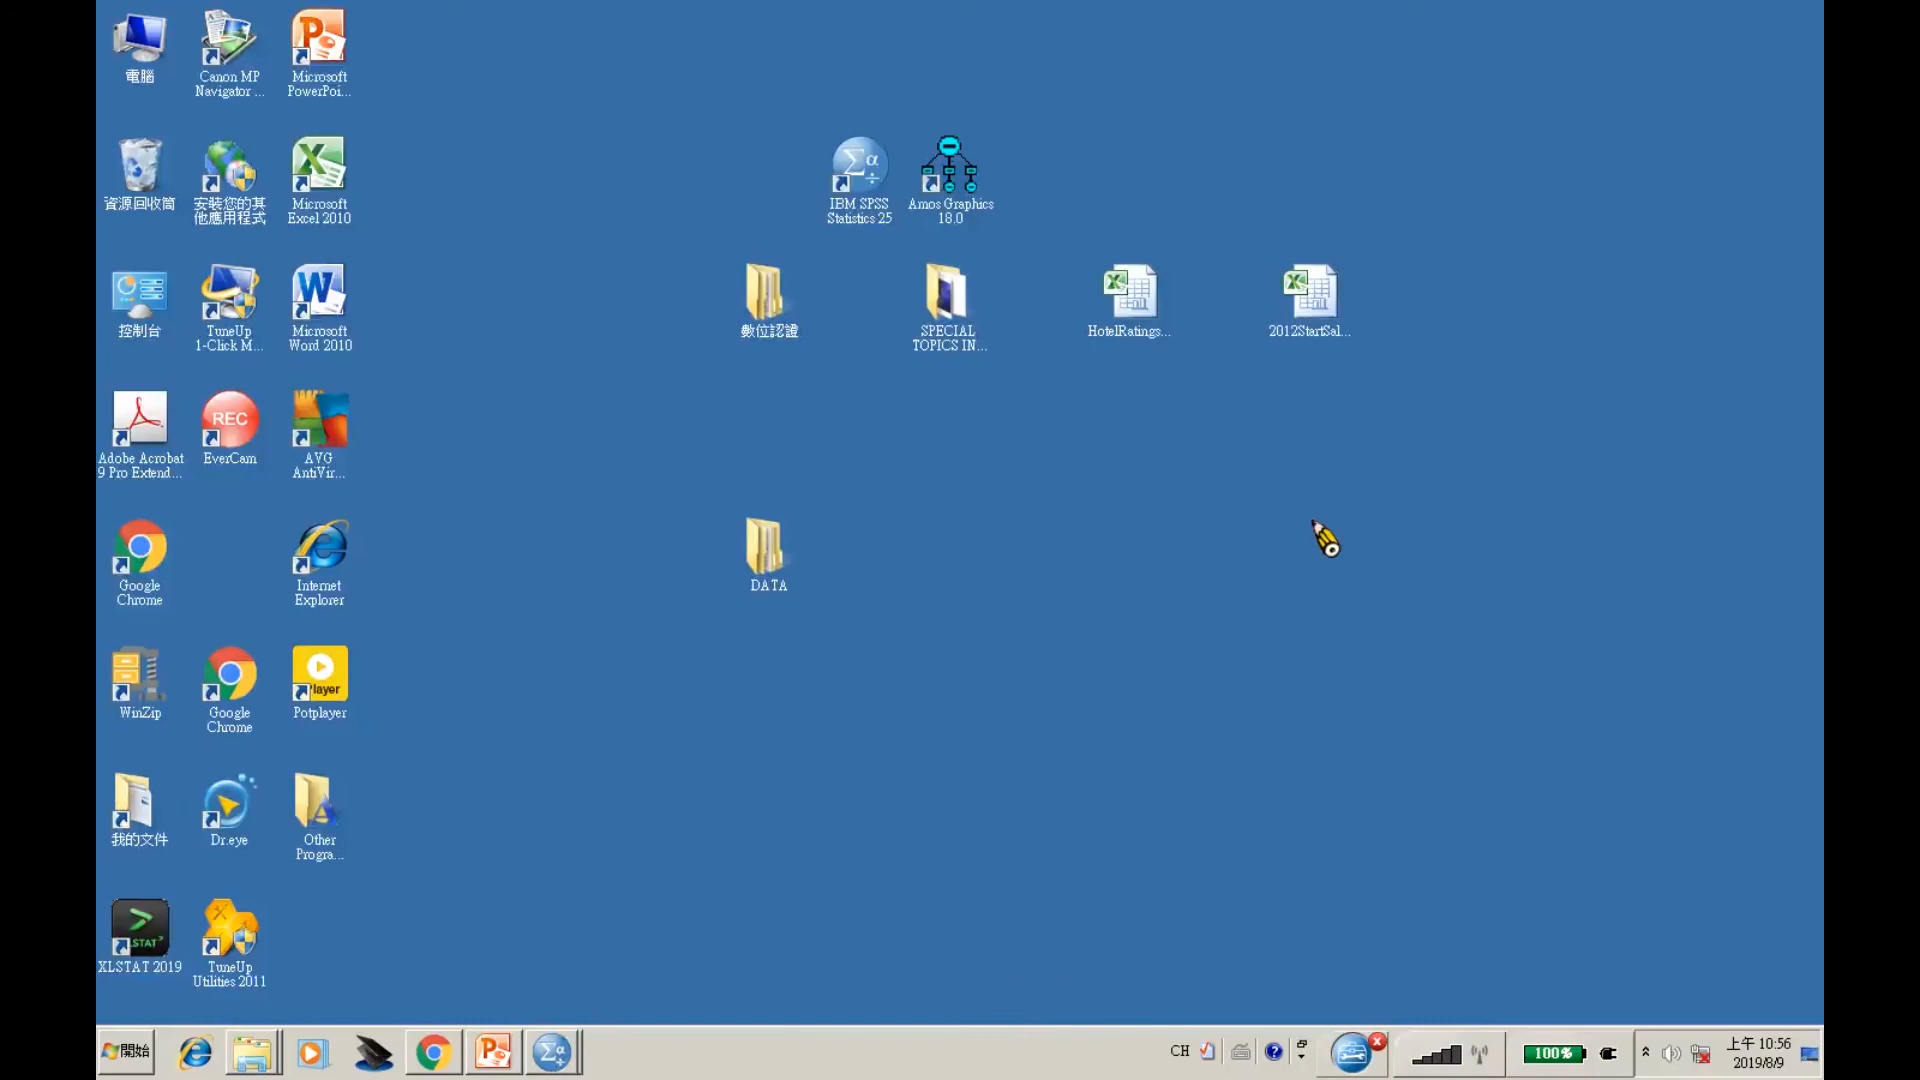 電腦
Canon MP
Navigator ...
Microsoft
PowerPoi...
資源回收筒
安裝您的其
他應用程式
Microsoft
Excel 2010
IBM SPSS
Statistics 25
Amos Graphics
18.0
控制台
TuneUp
1-Click M...
Microsoft
Word 2010
數位認證
SPECIAL
TOPICS IN...
HotelRatings...
2012StartSal...
Adobe Acrobat
9 Pro Extend...
REC
EverCam
AVG
AntiVir...
Google
Chrome
Internet
Explorer
DATA
WinZip
Google
Chrome
Player
Potplayer
我的文件
Dr.eye
Other
Progra...
XLSTAT
XLSTAT 2019
TuneUp
Utilities 2011
開始
CH
100%
上午 10:56
2019/8/9